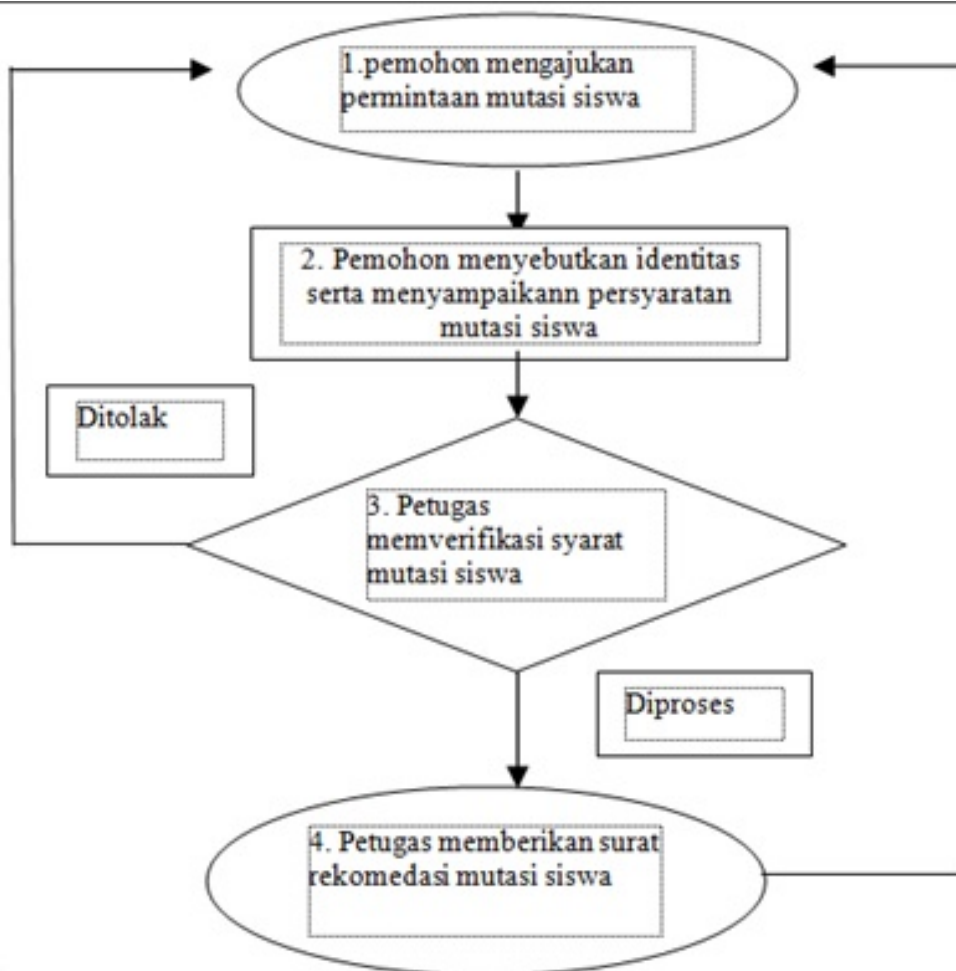 1.pemohon mengajukan
permintaan mutasi siswa
2. Pemohon menyebutkan identitas
serta menyampaikann persyaratan
mutasi siswa
Ditolak
3. Petugas
memverifikasi syarat
mutasi siswa
Diproses
4. Petugas memberikan surat
rekomedasi mutasi siswa